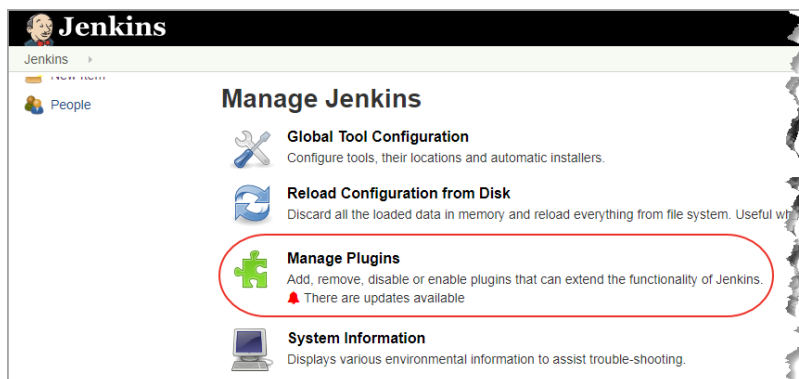 Jenkins
Jenkins
New Item
People
Manage Jenkins
Global Tool Configuration
Configure tools, their locations and automatic installers.
Reload Configuration from Disk
Discard all the loaded data in memory and reload everything from file system. Useful
Manage Plugins
Add, remove, disable or enable plugins that can extend the functionality of Jenkins.
There are updates available
System Information
Displays various environmental information to assist trouble-shooting.